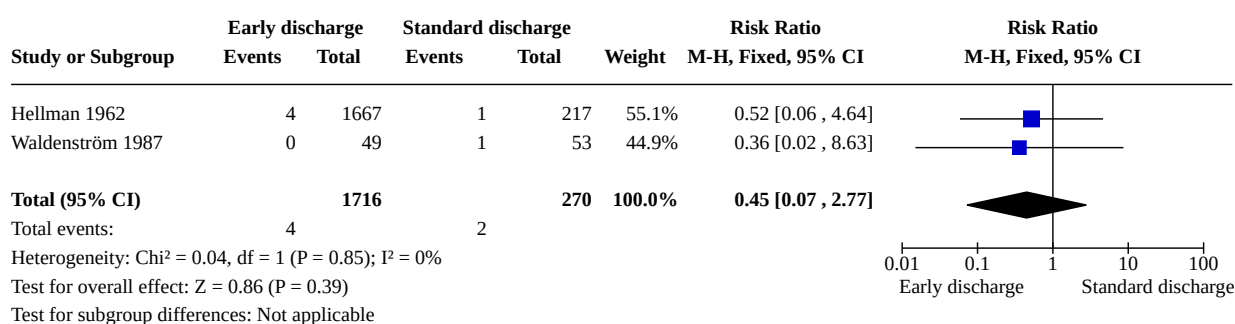 Early discharge Standard discharge Risk Ratio Risk Ratio
Study or Subgroup Events Total Events Total Weight M-H, Fixed, 95% CI M-H, Fixed, 95% CI
Hellman 1962 4 1667 1 217 55.1% 0.52 [0.06 , 4.64]
Waldenström 1987 0 49 1 53 44.9% 0.36 [0.02 , 8.63]
Total (95% CI) 1716 270 100.0% 0.45 [0.07 , 2.77]
Total events: 4 2
Heterogeneity: Chi² = 0.04, df = 1 (P = 0.85); I² = 0%
0.01 0.1 1 10 100
Test for overall effect: Z = 0.86 (P = 0.39) Early discharge Standard discharge
Test for subgroup differences: Not applicable